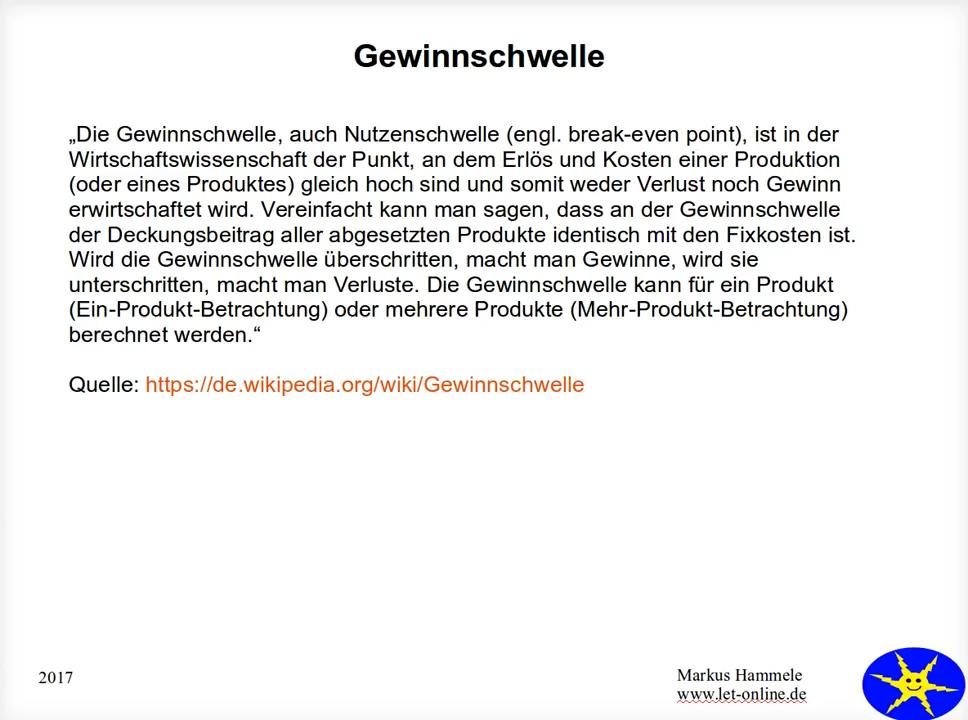 Gewinnschwelle
„Die Gewinnschwelle, auch Nutzenschwelle (engl. break-even point), ist in der
Wirtschaftswissenschaft der Punkt, an dem Erlös und Kosten einer Produktion
(oder eines Produktes) gleich hoch sind und somit weder Verlust noch Gewinn
erwirtschaftet wird. Vereinfacht kann man sagen, dass an der Gewinnschwelle
der Deckungsbeitrag aller abgesetzten Produkte identisch mit den Fixkosten ist.
Wird die Gewinnschwelle überschritten, macht man Gewinne, wird sie
unterschritten, macht man Verluste. Die Gewinnschwelle kann für ein Produkt
(Ein-Produkt-Betrachtung) oder mehrere Produkte (Mehr-Produkt-Betrachtung)
berechnet werden.“
Quelle: https://de.wikipedia.org/wiki/Gewinnschwelle
2017
Markus Hammele
www.let-online.de